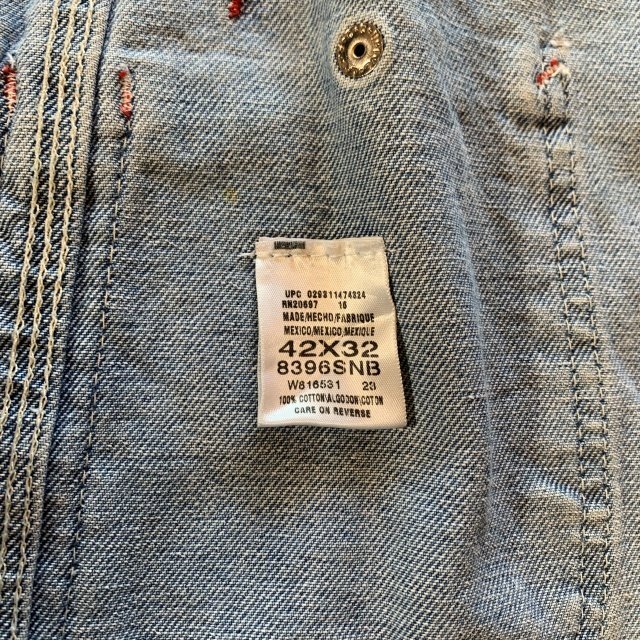 UPC 029311474324
RN20697 16
MADE/HECHO/FABRIQUE
MEXICO/MEXICO/MEXIQUE
42X32
8396SNB
W816531 23
100% COTTON\ALGODON\COTON
CARE ON REVERSE